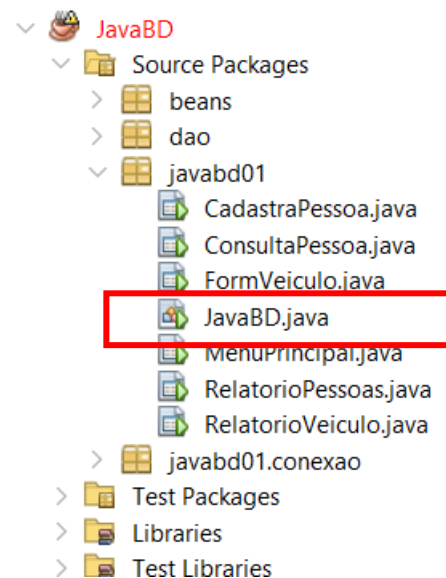 JavaBD
Source Packages
beans
dao
javabd01
CadastraPessoa.java
ConsultaPessoa.java
FormVeiculo.java
JavaBD.java
MenuPrincipal.java
RelatorioPessoas.java
RelatorioVeiculo.java
javabd01.conexao
Test Packages
Libraries
Test Libraries